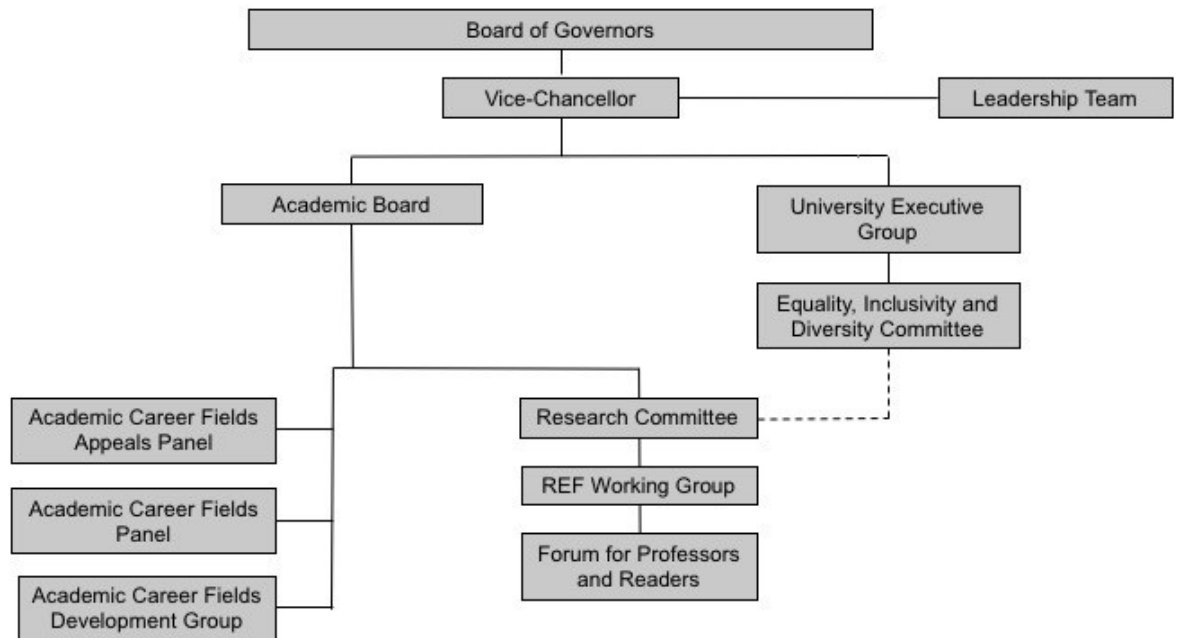 Board of Governors
Vice-Chancellor
Leadership Team
Academic Board
University Executive
Group
Equality, Inclusivity and
Diversity Committee
Academic Career Fields
Appeals Panel
Research Committee
Academic Career Fields
Panel
REF Working Group
Forum for Professors
and Readers
Academic Career Fields
Development Group